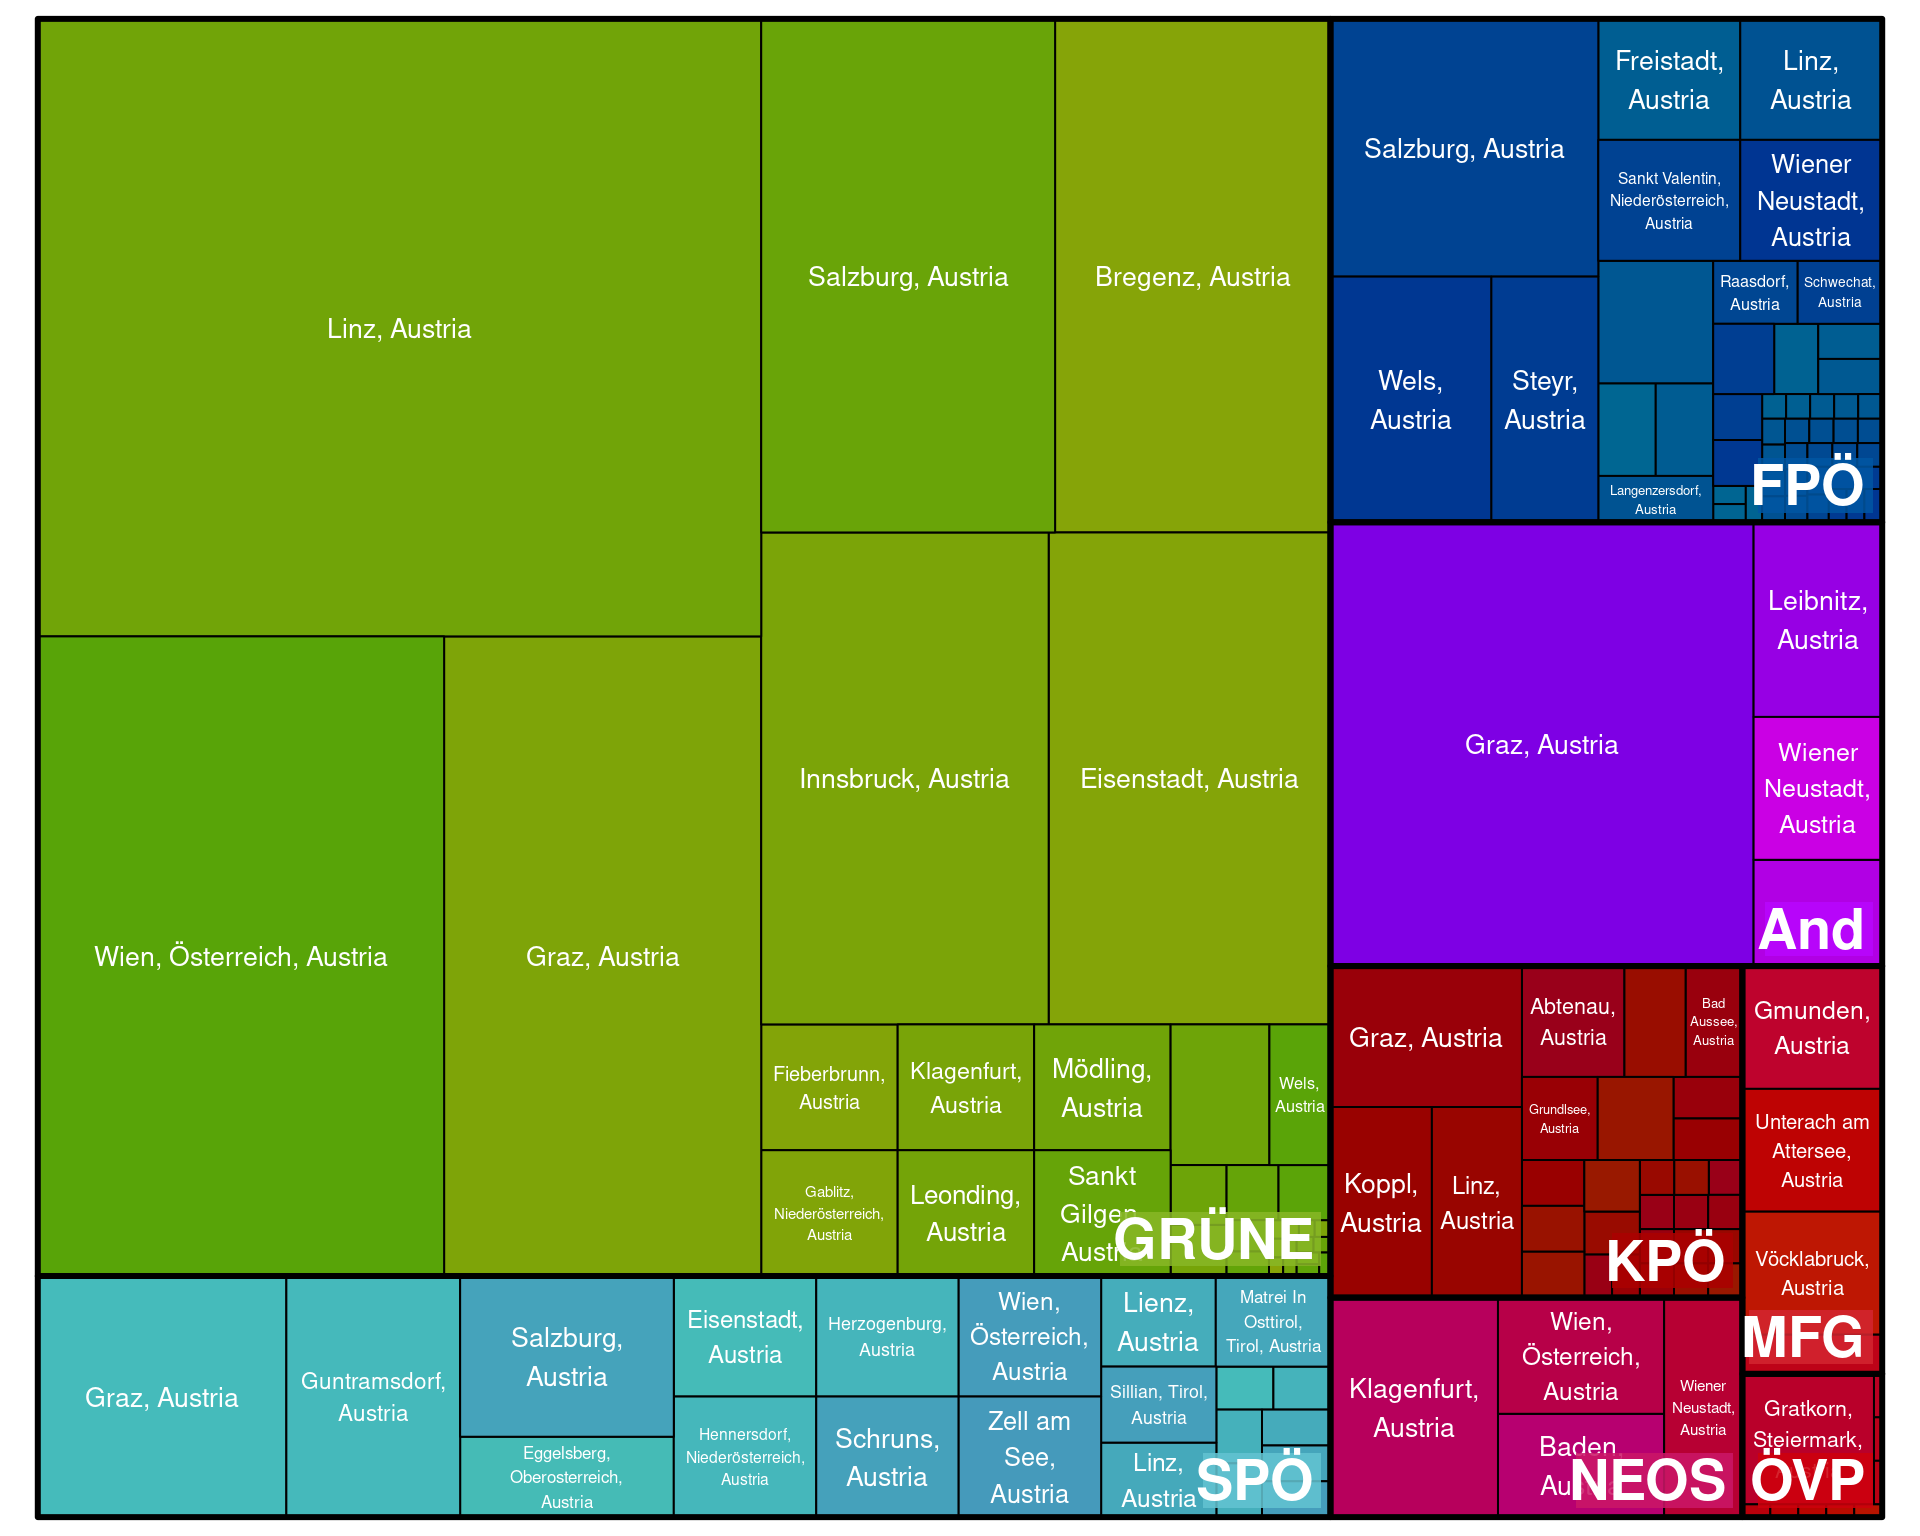 Linz, Austria
Salzburg, Austria
Bregenz, Austria
Wien, Österreich, Austria
Graz, Austria
Innsbruck, Austria
Eisenstadt, Austria
Fieberbrunn,
Austria
Klagenfurt,
Austria
Mödling,
Austria
Wels,
Austria
Gablitz,
Niederösterreich,
Austria
Leonding,
Austria
Sankt
Gilgen
Austria
GRÜNE
Graz, Austria
Guntramsdorf,
Austria
Salzburg,
Austria
Eggelsberg,
Oberosterreich,
Austria
Eisenstadt,
Austria
Hennersdorf,
Niederösterreich,
Austria
Herzogenburg,
Austria
Schruns,
Austria
Wien,
Österreich,
Austria
Zell am
See,
Austria
Lienz,
Austria
Sillian, Tirol,
Austria
Linz,
Austria
Matrei In
Osttirol,
Tirol, Austria
SPÖ
Salzburg, Austria
Freistadt,
Austria
Linz,
Austria
Sankt Valentin,
Niederösterreich,
Austria
Wiener
Neustadt,
Austria
Wels,
Austria
Steyr,
Austria
Raasdorf,
Austria
Schwechat,
Austria
Langenzersdorf,
Austria
FPÖ
Graz, Austria
Leibnitz,
Austria
Wiener
Neustadt,
Austria
And
Graz, Austria
Abtenau,
Austria
Bad
Aussee,
Austria
Grundlsee,
Austria
Koppl,
Austria
Linz,
Austria
KPÖ
Gmunden,
Austria
Unterach am
Attersee,
Austria
Vöcklabruck,
Austria
MFG
Klagenfurt,
Austria
Wien,
Österreich,
Austria
Baden,
Austria
Wiener
Neustadt,
Austria
NEOS
Gratkorn,
Steiermark,
ÖVP